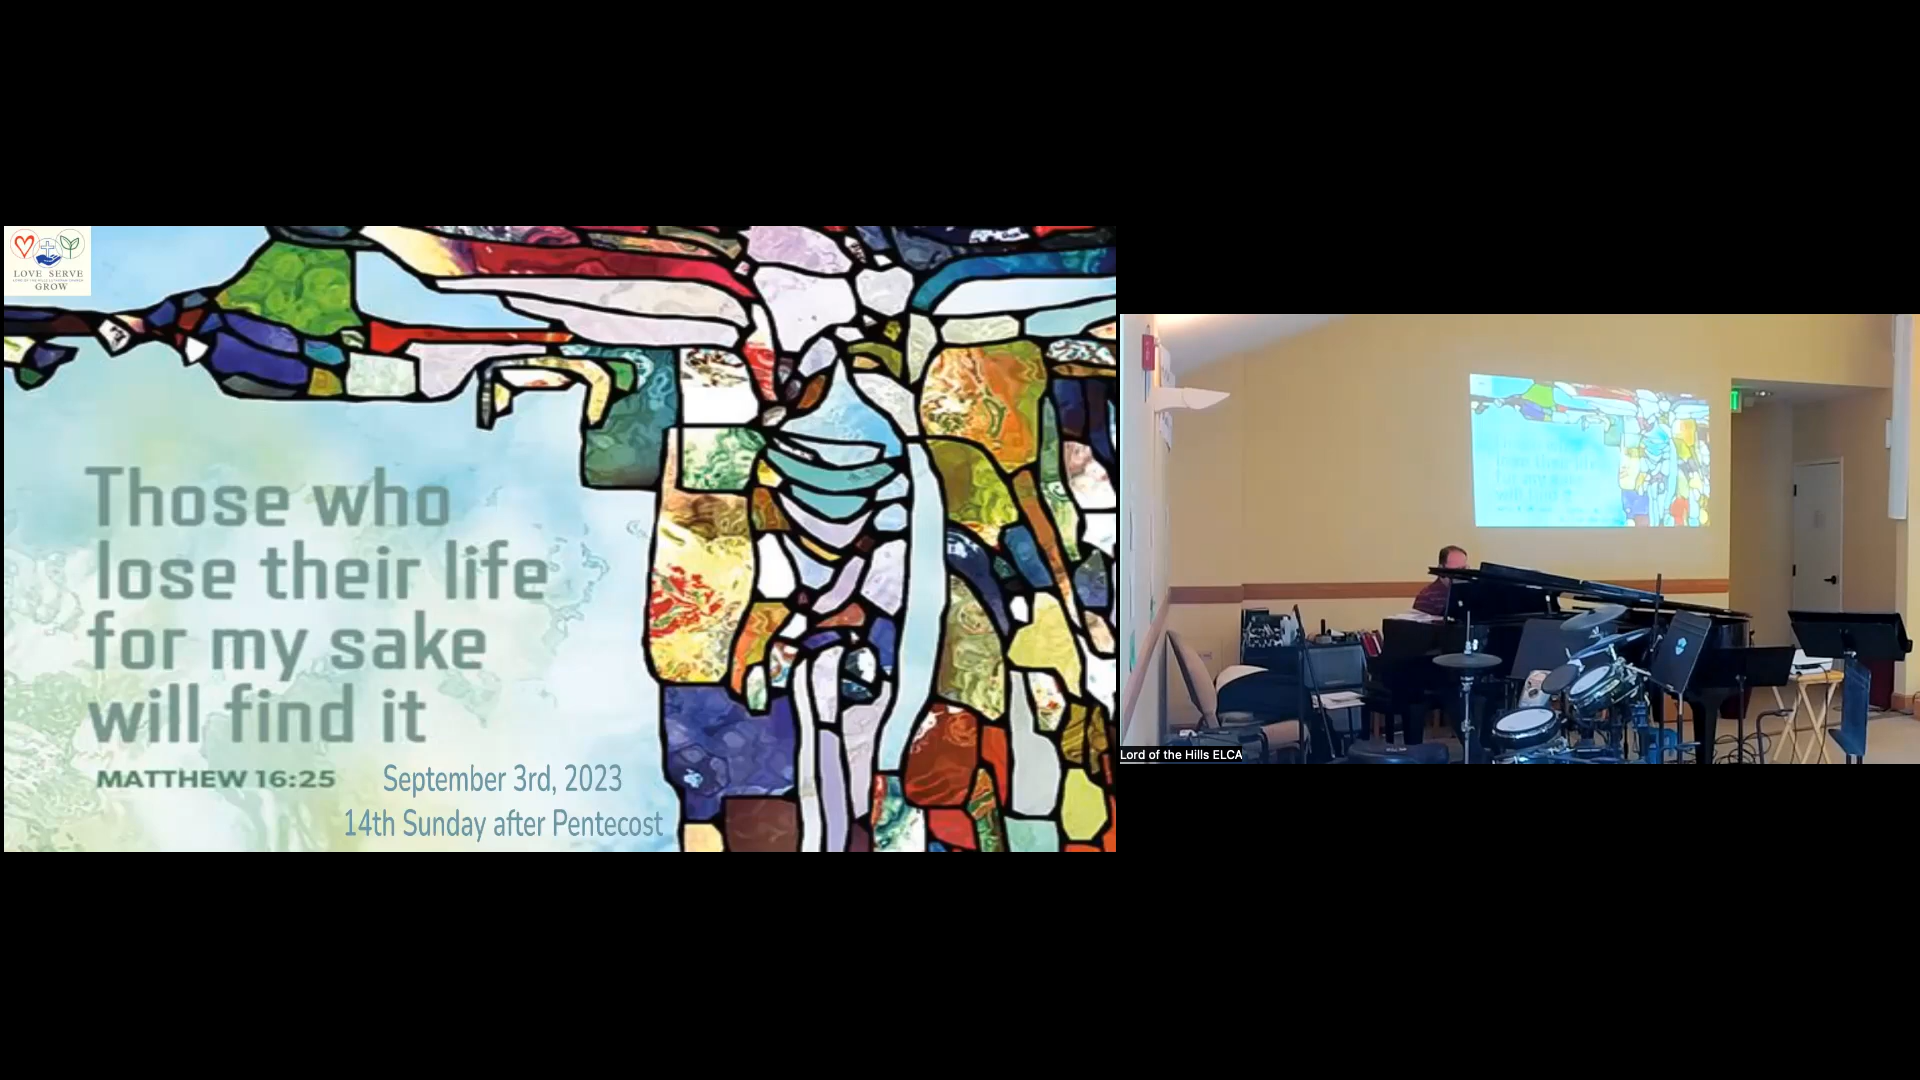 LOVE SERVE
GROW
Those who
lose their life
for my sake
will find it
MATTHEW 16:25
September 3rd, 2023
14th Sunday after Pentecost
Lord of the Hills ELCA